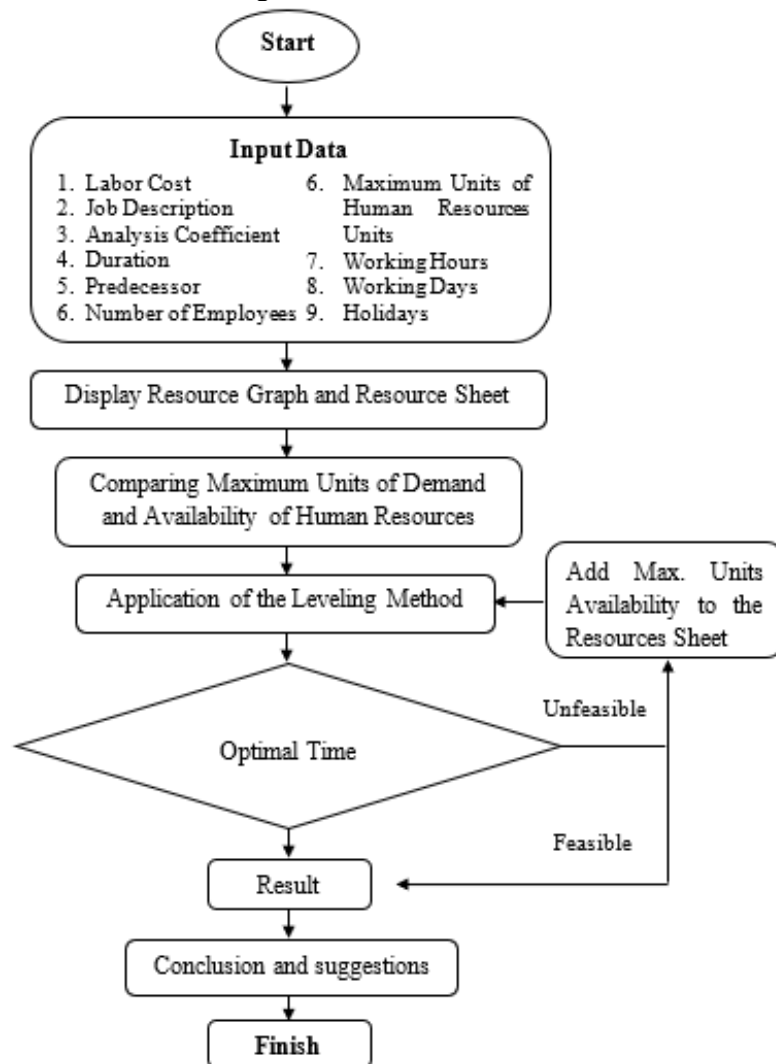 Start
Input Data
1. Labor Cost
2. Job Description
3. Analysis Coefficient
4. Duration
5. Predecessor
6. Number of Employees
6. Maximum Units of
Human Resources
Units
7. Working Hours
8. Working Days
9. Holidays
Display Resource Graph and Resource Sheet
Comparing Maximum Units of Demand
and Availability of Human Resources
Application of the Leveling Method
Add Max. Units
Availability to the
Resources Sheet
Optimal Time
Unfeasible
Feasible
Result
Conclusion and suggestions
Finish